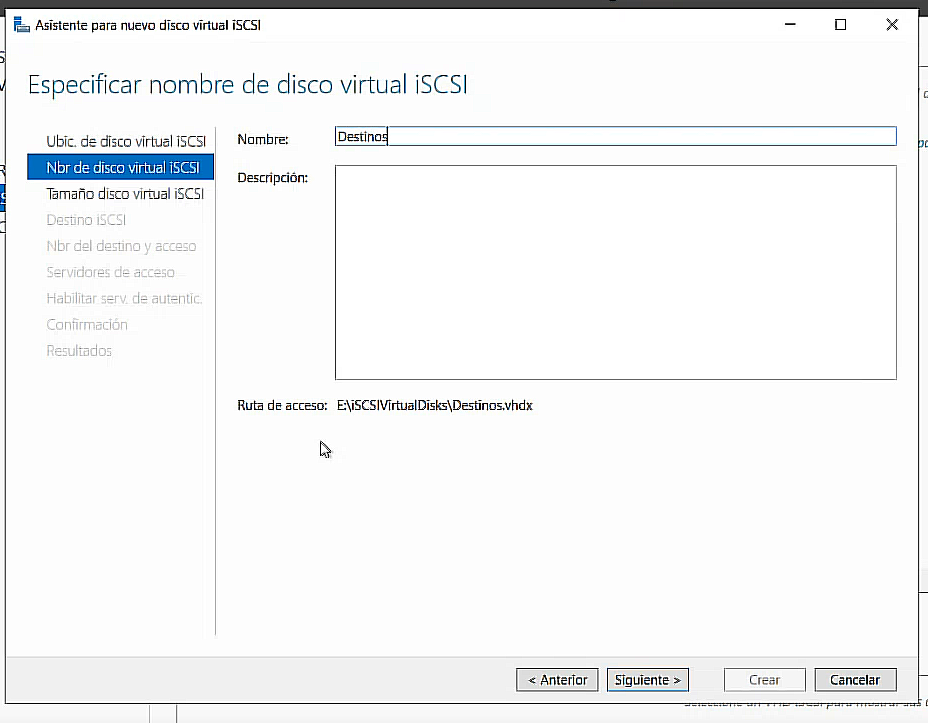 Asistente para nuevo disco virtual iSCSI
Especificar nombre de disco virtual iSCSI
Ubic. de disco virtual iSCSI
Nbr de disco virtual iSCSI
Tamaño disco virtual iSCSI
Destino iSCSI
Nbr del destino y acceso
Servidores de acceso
Habilitar serv. de autentic.
Confirmación
Resultados
Nombre:
Destinos
Descripción:
Ruta de acceso: E:\iSCSIVirtualDisks\Destinos.vhdx
< Anterior
Siguiente >
Crear
Cancelar